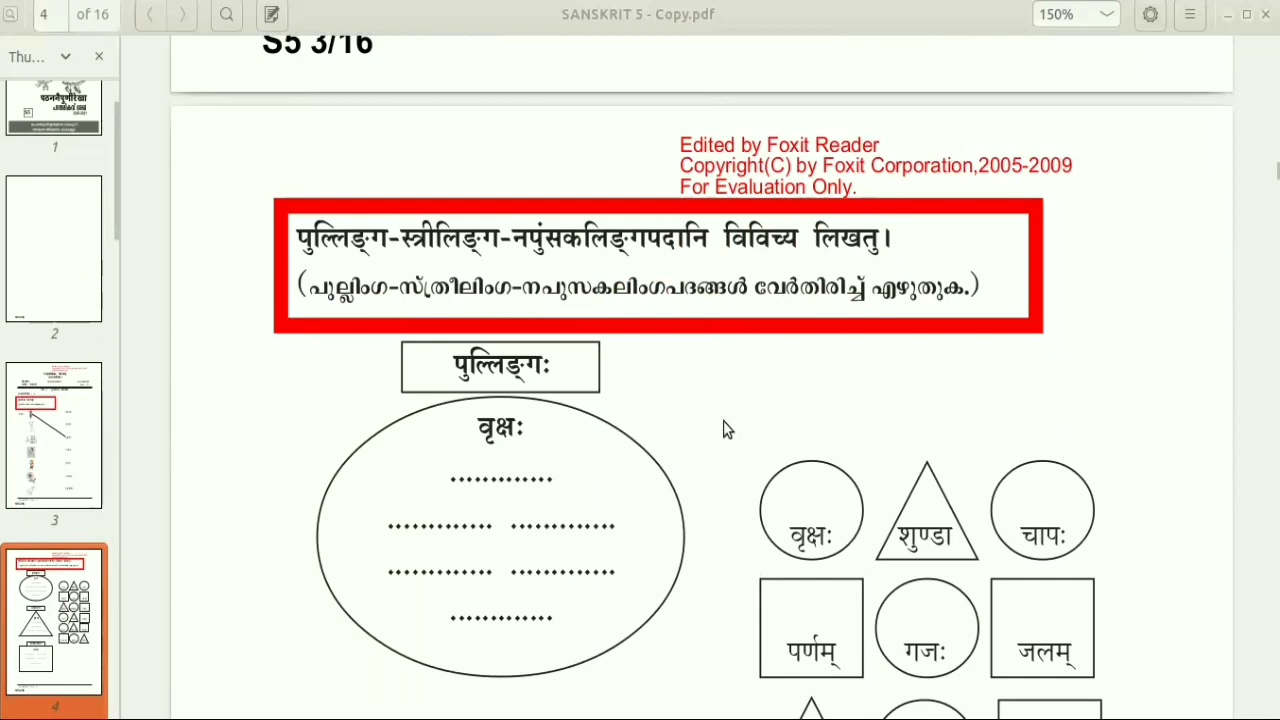 4 of 16
SANSKRIT 5 - Copy.pdf
150%
Thu...
S5 3/16
Edited by Foxit Reader
Copyright(C) by Foxit Corporation,2005-2009
For Evaluation Only.
पुल्लिङ्ग-स्त्रीलिङ्ग-नपुंसकलिङ्गपदानि विविच्य लिखतु।
(പുല്ലിംഗ-സ്ത്രീലിംഗ-നപുസകലിംഗപദങ്ങൾ വേർതിരിച്ച് എഴുതുക.)
पुल्लिङ्गः
वृक्षः
.............
............. .............
............. .............
.............
वृक्षः शुण्डा चापः
पर्णम् गजः जलम्
पठननैपुणीरेखा
1
2
3
4